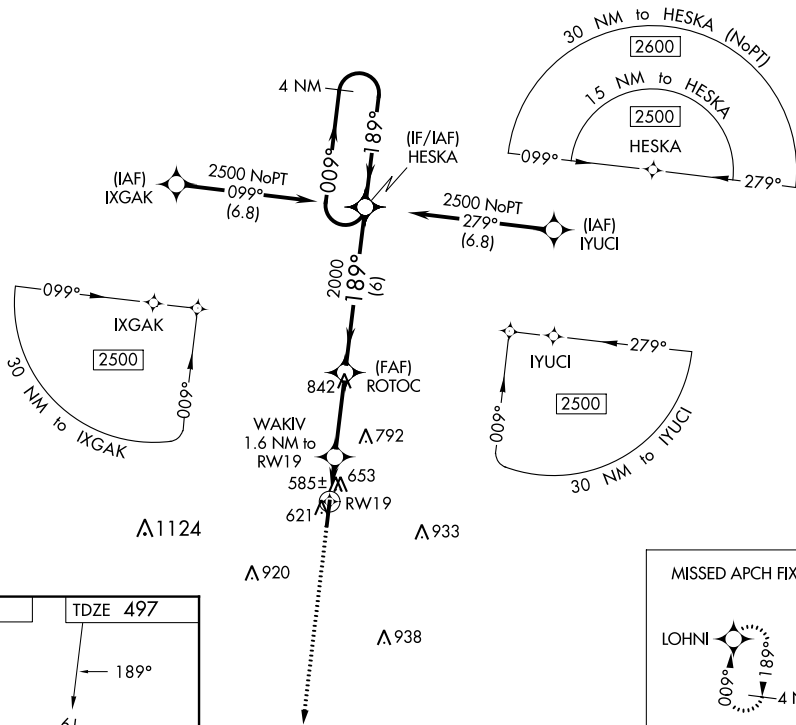 30 NM to HESKA (NoPT)
2600
15 NM to HESKA
2500
HESKA
099°
279°
4 NM
009°
189°
(IF/IAF)
HESKA
(IAF)
IXGAK
2500 NoPT
099°
(6.8)
2500 NoPT
279°
(6.8)
(IAF)
IYUCI
2000
189°
(6)
099°
IXGAK
2500
009°
30 NM to IXGAK
279°
IYUCI
2500
009°
30 NM to IYUCI
842
(FAF)
ROTOC
WAKIV
1.6 NM to
RW19
792
585±
653
621
RW19
1124
933
920
938
TDZE 497
189°
MISSED APCH FIX
LOHNI
009°
189°
4 N